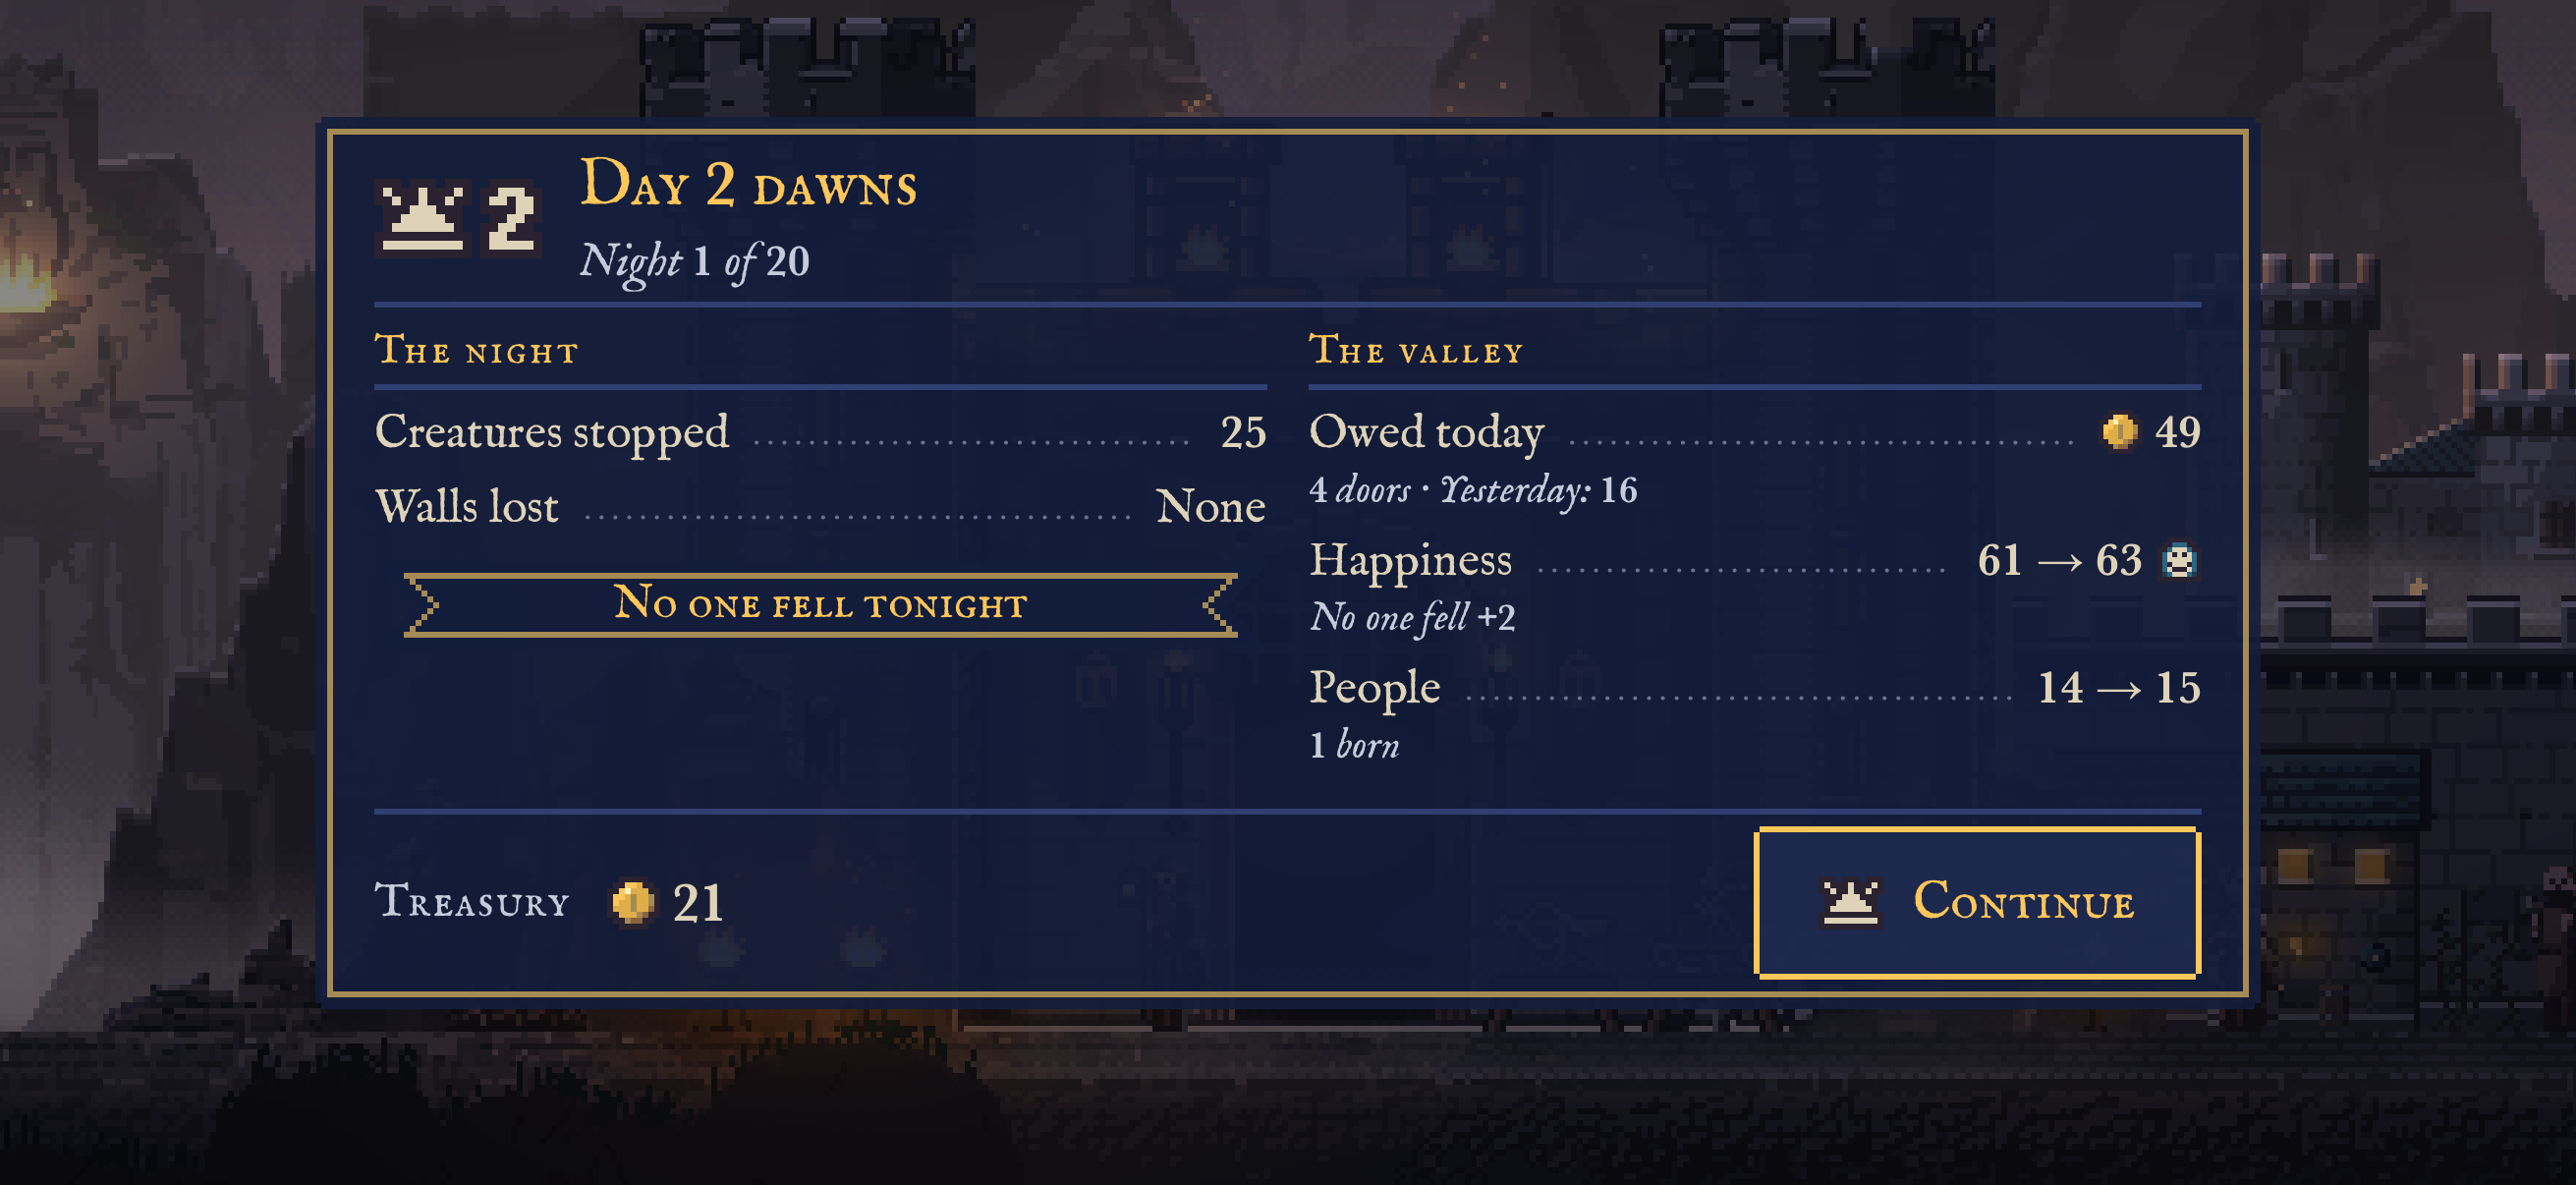 2
Day 2 dawns
Night 1 of 20
The night
Creatures stopped 25
Walls lost None
No one fell tonight
The valley
Owed today 49
4 doors · Yesterday: 16
Happiness 61 → 63
No one fell +2
People 14 → 15
1 born
Treasury 21
Continue